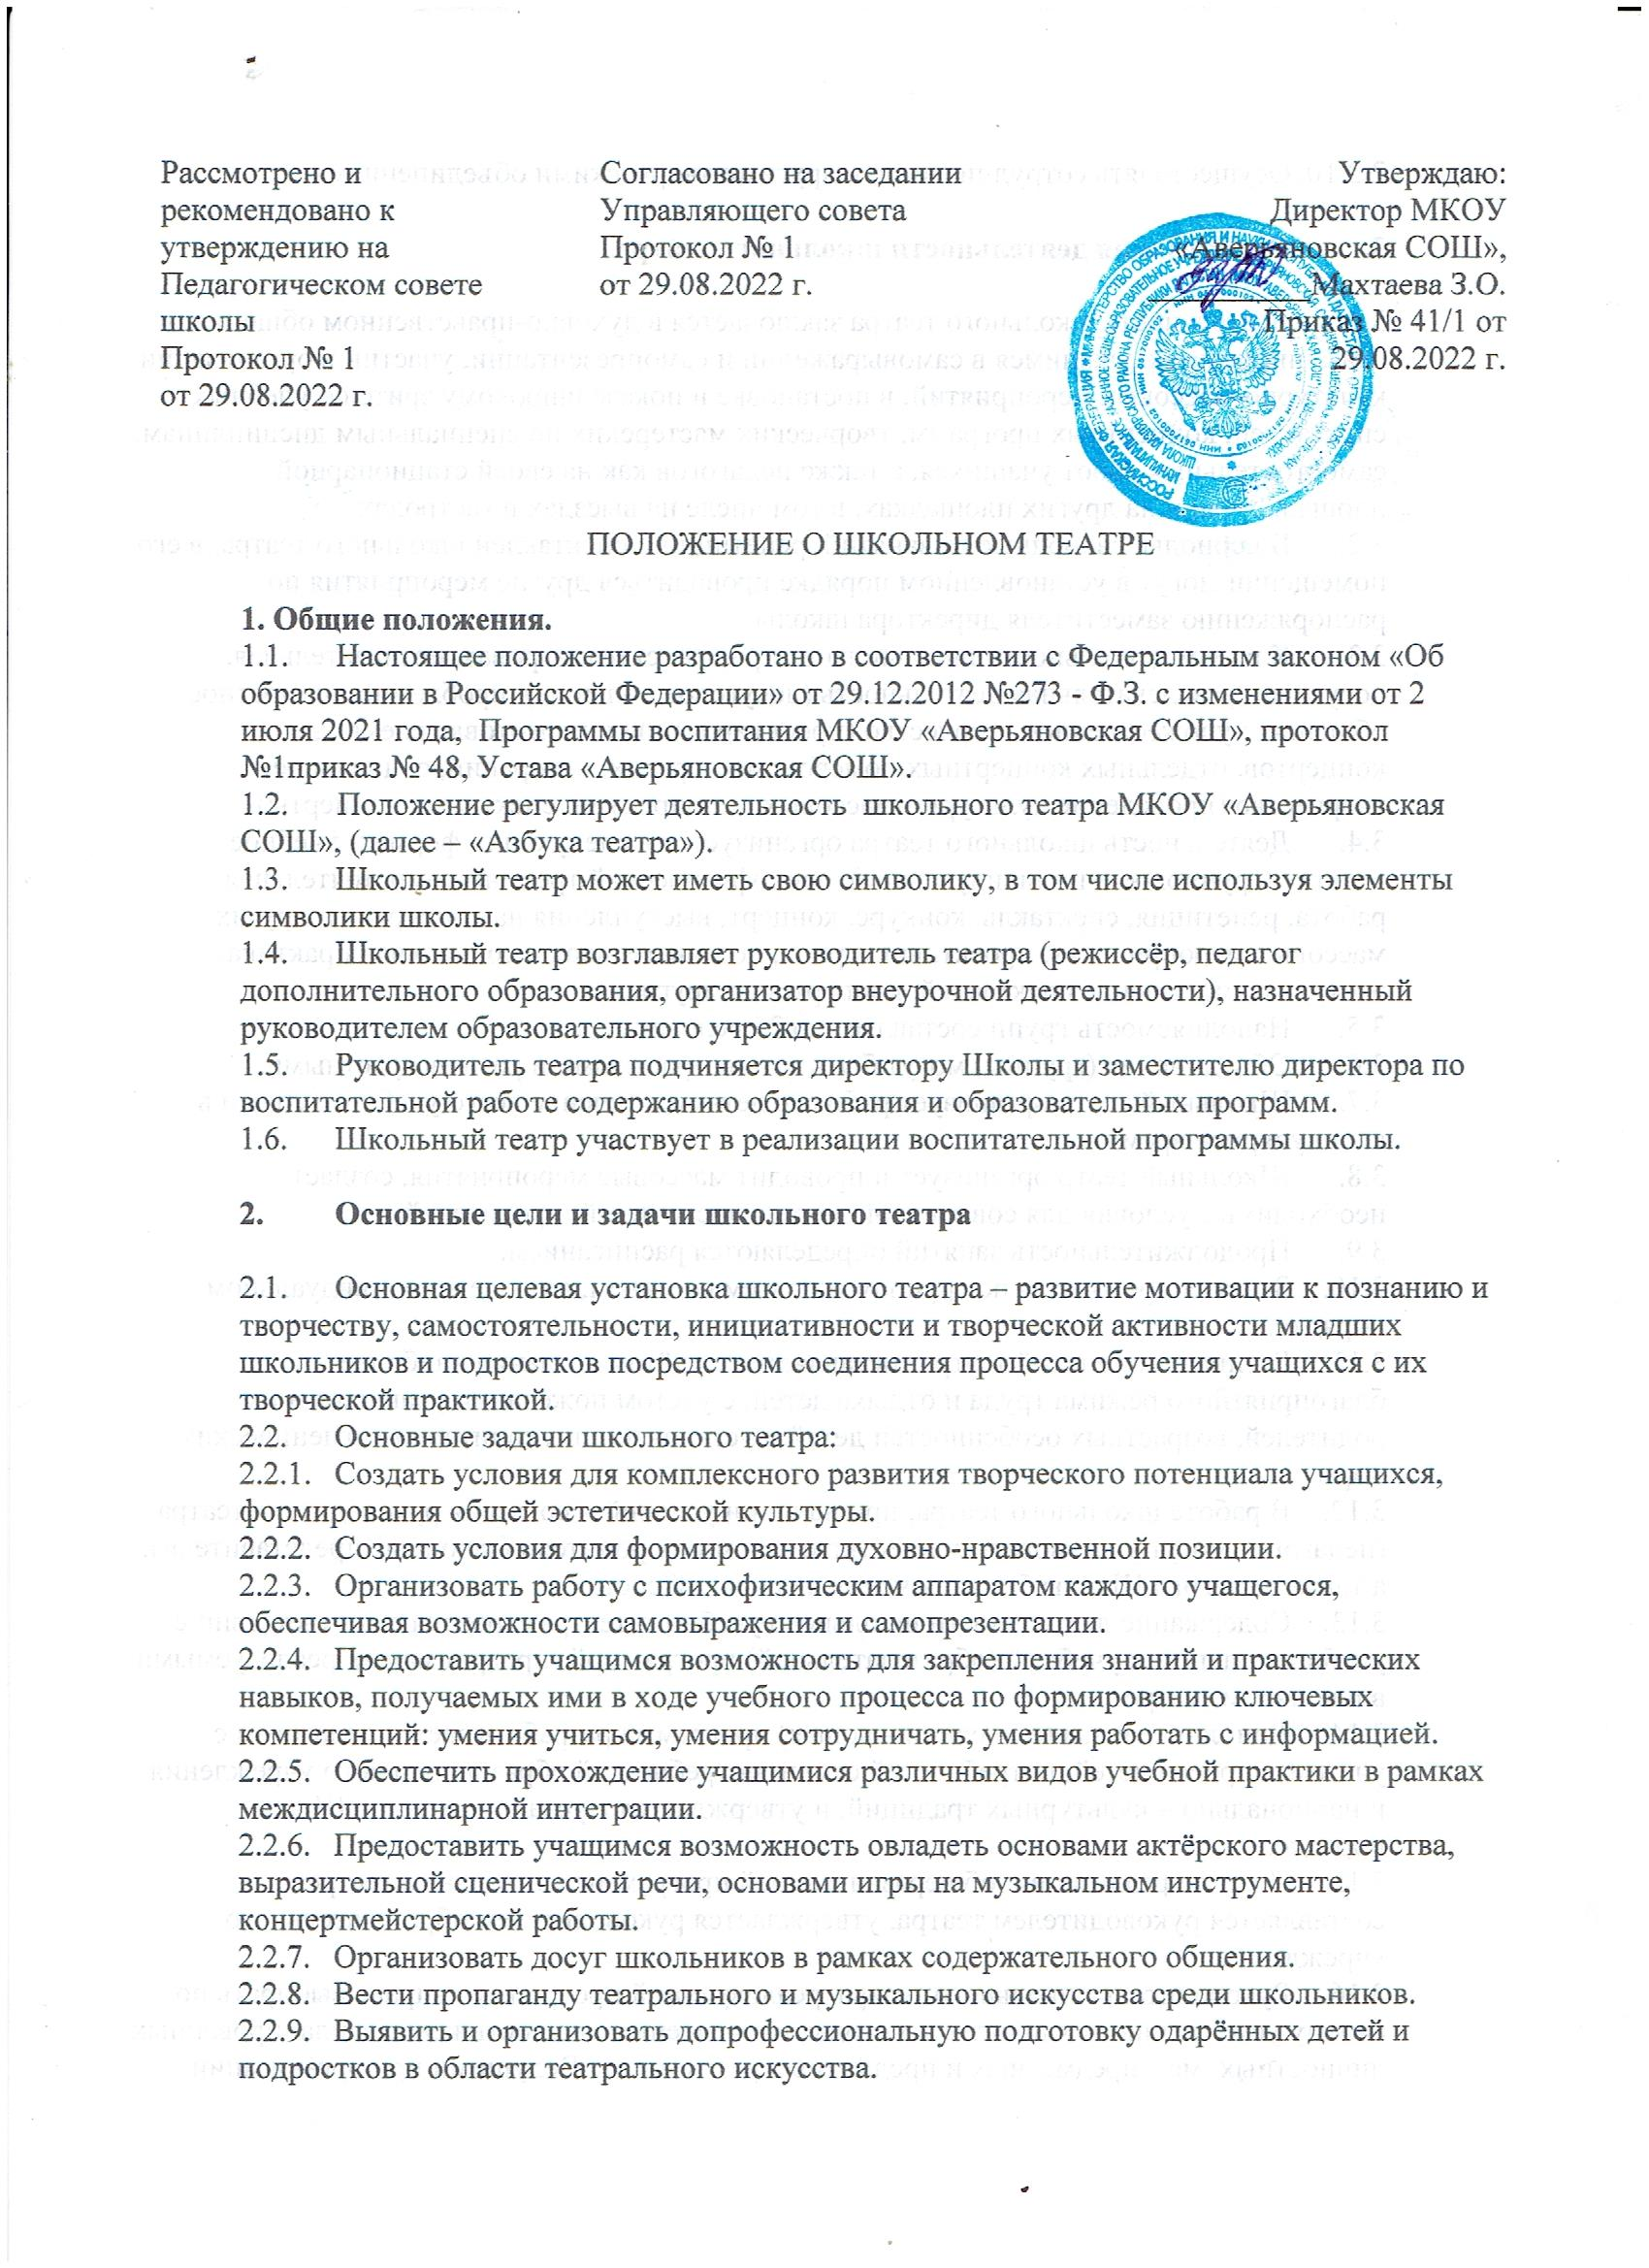 Рассмотрено и
рекомендовано к
утверждению на
Педагогическом совете
школы
Протокол № 1
от 29.08.2022 г.
Согласовано на заседании
Управляющего совета
Протокол № 1
от 29.08.2022 г.
Утверждаю:
Директор МКОУ
«Аверьяновская СОШ»,
__________Махтаева З.О.
Приказ № 41/1 от
29.08.2022 г.
ПОЛОЖЕНИЕ О ШКОЛЬНОМ ТЕАТРЕ
1. Общие положения.
1.1. Настоящее положение разработано в соответствии с Федеральным законом «Об
образовании в Российской Федерации» от 29.12.2012 №273 - Ф.З. с изменениями от 2
июля 2021 года, Программы воспитания МКОУ «Аверьяновская СОШ», протокол
№1приказ № 48, Устава «Аверьяновская СОШ».
1.2. Положение регулирует деятельность школьного театра МКОУ «Аверьяновская
СОШ», (далее – «Азбука театра»).
1.3. Школьный театр может иметь свою символику, в том числе используя элементы
символики школы.
1.4. Школьный театр возглавляет руководитель театра (режиссёр, педагог
дополнительного образования, организатор внеурочной деятельности), назначенный
руководителем образовательного учреждения.
1.5. Руководитель театра подчиняется директору Школы и заместителю директора по
воспитательной работе содержанию образования и образовательных программ.
1.6. Школьный театр участвует в реализации воспитательной программы школы.
2. Основные цели и задачи школьного театра
2.1. Основная целевая установка школьного театра – развитие мотивации к познанию и
творчеству, самостоятельности, инициативности и творческой активности младших
школьников и подростков посредством соединения процесса обучения учащихся с их
творческой практикой.
2.2. Основные задачи школьного театра:
2.2.1. Создать условия для комплексного развития творческого потенциала учащихся,
формирования общей эстетической культуры.
2.2.2. Создать условия для формирования духовно-нравственной позиции.
2.2.3. Организовать работу с психофизическим аппаратом каждого учащегося,
обеспечивая возможности самовыражения и самопрезентации.
2.2.4. Предоставить учащимся возможность для закрепления знаний и практических
навыков, получаемых ими в ходе учебного процесса по формированию ключевых
компетенций: умения учиться, умения сотрудничать, умения работать с информацией.
2.2.5. Обеспечить прохождение учащимися различных видов учебной практики в рамках
междисциплинарной интеграции.
2.2.6. Предоставить учащимся возможность овладеть основами актёрского мастерства,
выразительной сценической речи, основами игры на музыкальном инструменте,
концертмейстерской работы.
2.2.7. Организовать досуг школьников в рамках содержательного общения.
2.2.8. Вести пропаганду театрального и музыкального искусства среди школьников.
2.2.9. Выявить и организовать допрофессиональную подготовку одарённых детей и
подростков в области театрального искусства.